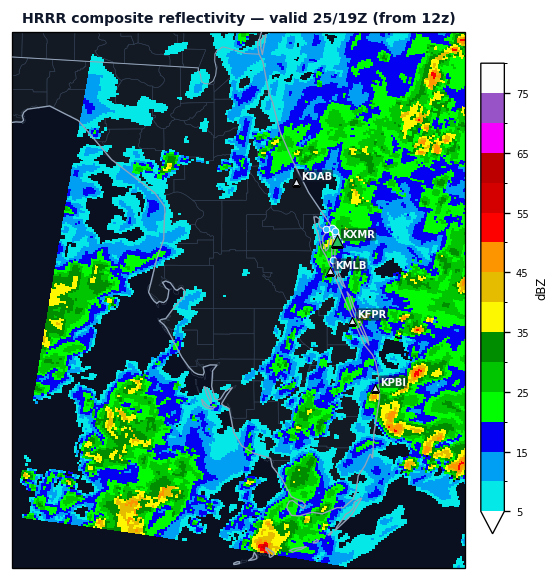 HRRR composite reflectivity — valid 25/19Z (from 12z)
KDAB
KXMR
KMLB
KFPR
KPBI
75
65
55
45
35
25
15
5
dBZ